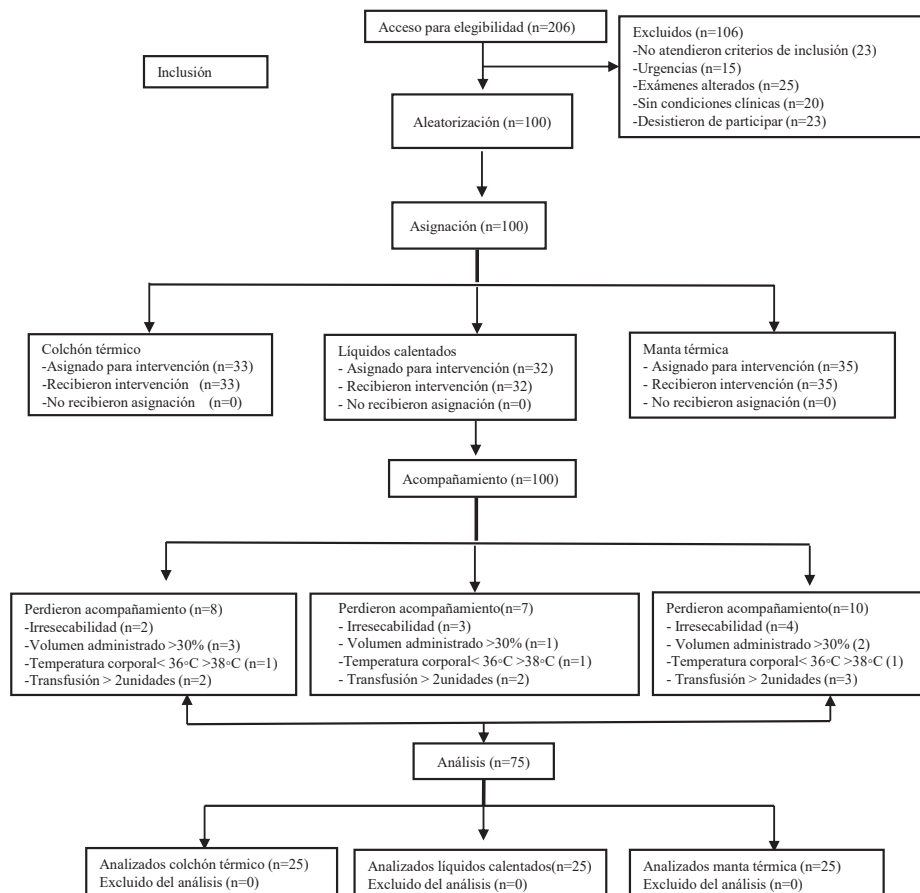 Acceso para elegibilidad (n=206)
Excluidos (n=106)
-No atendieron criterios de inclusión (23)
-Urgencias (n=15)
-Exámenes alterados (n=25)
-Sin condiciones clínicas (n=20)
-Desistieron de participar (n=23)
Inclusión
Aleatorización (n=100)
Asignación (n=100)
Colchón térmico
-Asignado para intervención (n=33)
-Recibieron intervención (n=33)
-No recibieron asignación (n=0)
Líquidos calentados
- Asignado para intervención (n=32)
- Recibieron intervención (n=32)
- No recibieron asignación (n=0)
Manta térmica
- Asignado para intervención (n=35)
- Recibieron intervención (n=35)
- No recibieron asignación (n=0)
Acompañamiento (n=100)
Perdieron acompañamiento (n=8)
-Irresecabilidad (n=2)
-Volumen administrado >30% (n=3)
-Temperatura corporal< 36◦C >38◦C (n=1)
-Transfusión > 2unidades (n=2)
Perdieron acompañamiento(n=7)
- Irresecabilidad (n=3)
- Volumen administrado >30% (n=1)
-Temperatura corporal< 36◦C >38◦C (n=1)
- Transfusión > 2unidades (n=2)
Perdieron acompañamiento(n=10)
- Irresecabilidad (n=4)
- Volumen administrado >30% (2)
-Temperatura corporal< 36◦C >38◦C (1)
- Transfusión > 2unidades (n=3)
Análisis (n=75)
Analizados colchón térmico (n=25)
Excluido del análisis (n=0)
Analizados líquidos calentados(n=25)
Excluido del análisis (n=0)
Analizados manta térmica (n=25)
Excluido del análisis (n=0)